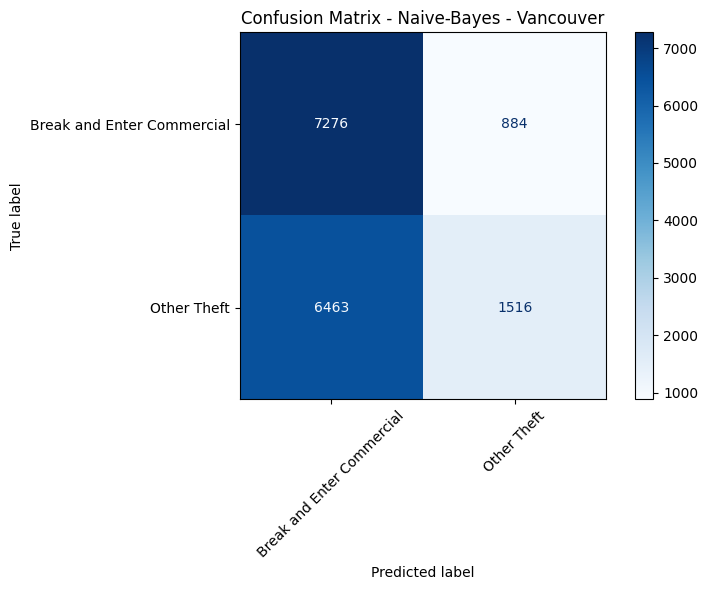 Confusion Matrix - Naive-Bayes - Vancouver
True label
Break and Enter Commercial
7276
884
Other Theft
6463
1516
Break and Enter Commercial
Other Theft
Predicted label
7000
6000
5000
4000
3000
2000
1000